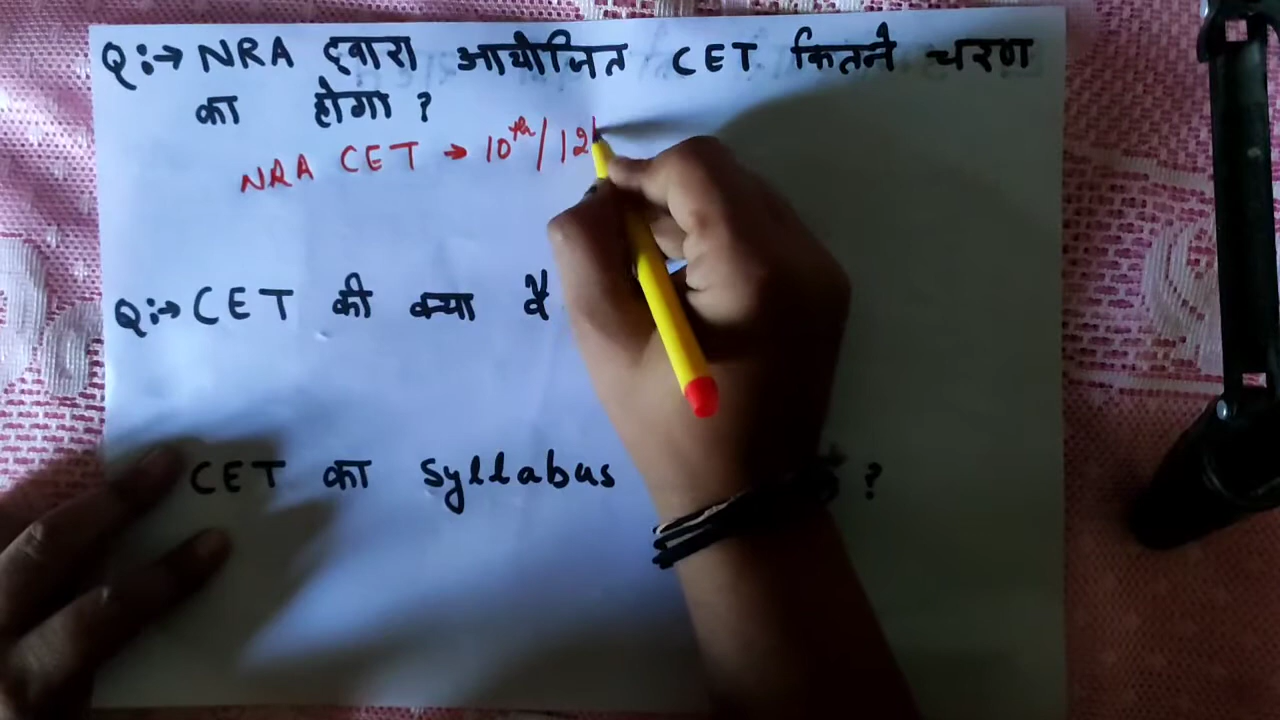 Q:→ NRA द्वारा आयोजित CET कितने चरण
का होगा ?
NRA CET → 10th/12
Q:→ CET की क्या वै
CET का Syllabus ?